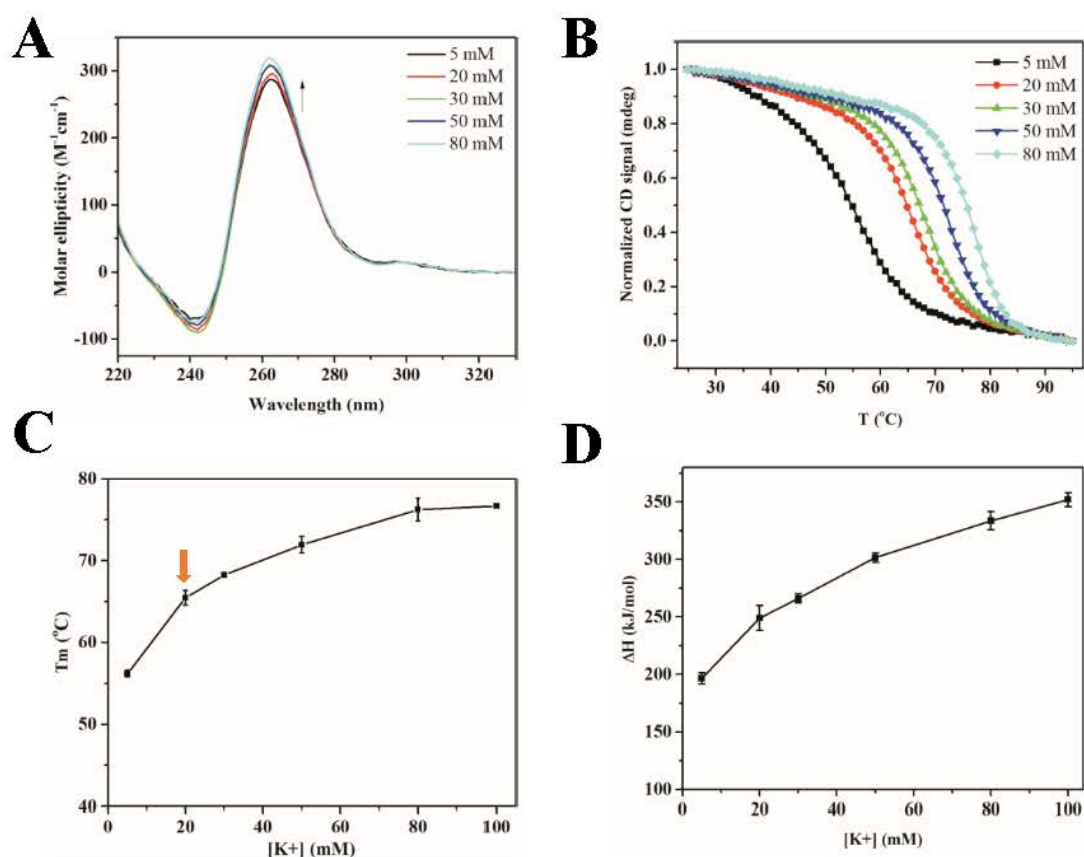 A
Molar ellipticity (M⁻¹cm⁻¹)
300
200
100
0
-100
5 mM
20 mM
30 mM
50 mM
80 mM
220
240
260
280
300
320
Wavelength (nm)
B
Normalized CD signal (mdeg)
1.0
0.8
0.6
0.4
0.2
0.0
5 mM
20 mM
30 mM
50 mM
80 mM
30
40
50
60
70
80
90
T (°C)
C
Tm (°C)
80
70
60
50
40
0
20
40
60
80
100
[K+] (mM)
D
ΔH (kJ/mol)
350
300
250
200
150
100
0
20
40
60
80
100
[K+] (mM)